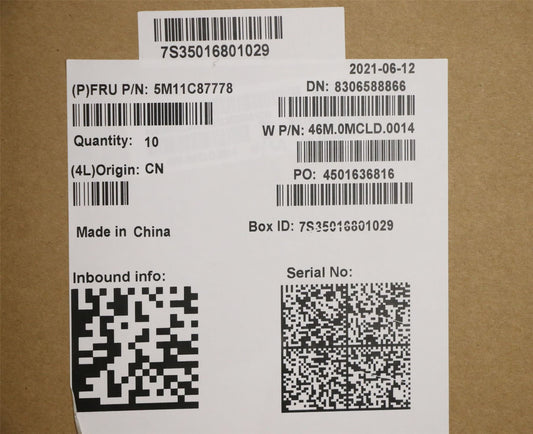 7S35016801029
2021-06-12
(P)FRU P/N: 5M11C87778
DN: 8306588866
Quantity: 10
W P/N: 46M.0MCLD.0014
(4L)Origin: CN
PO: 4501636816
Made in China
Box ID: 7S35016801029
Inbound info:
Serial No: